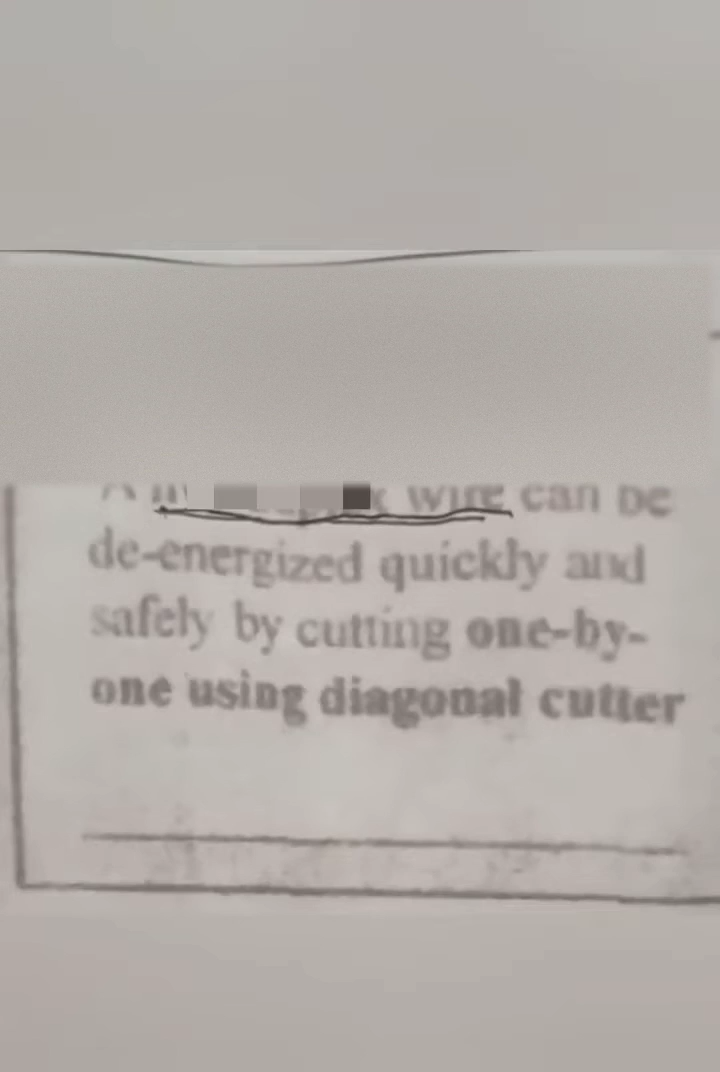 wire can be
de-energized quickly and
safely by cutting one-by-
one using diagonal cutter